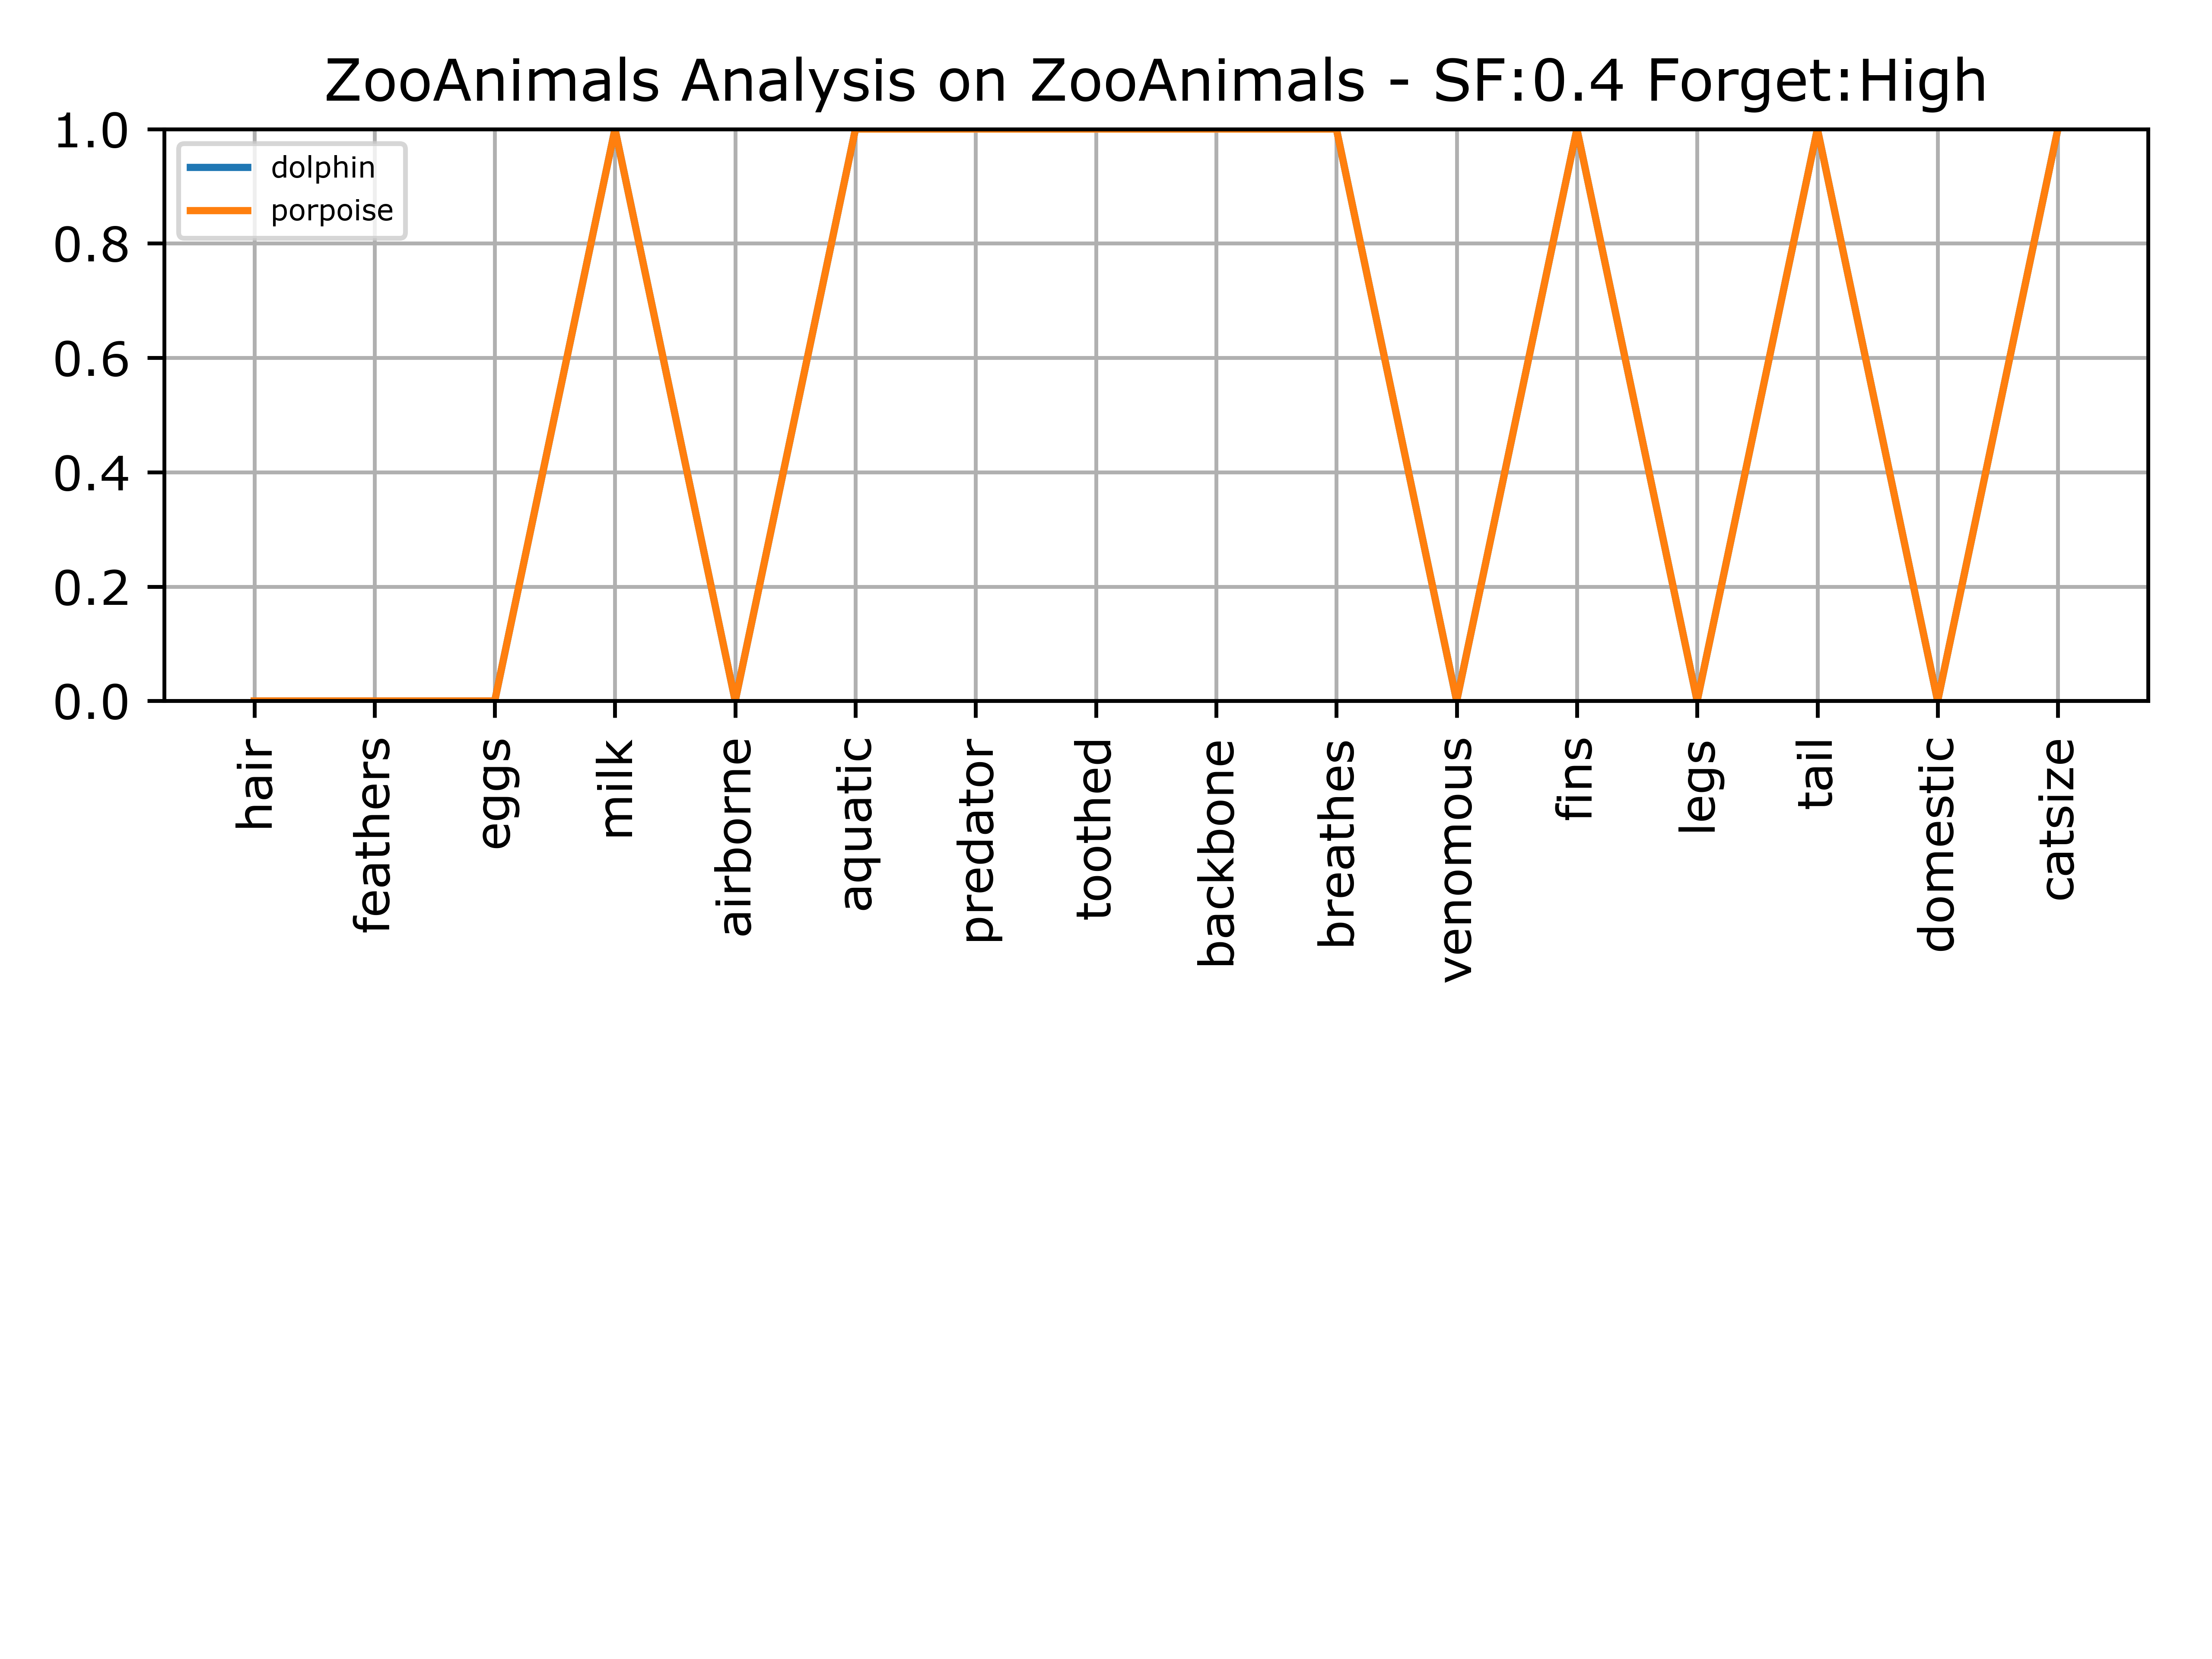 ZooAnimals Analysis on ZooAnimals - SF:0.4 Forget:High
1.0
0.8
0.6
0.4
0.2
0.0
dolphin
porpoise
hair
feathers
eggs
milk
airborne
aquatic
predator
toothed
backbone
breathes
venomous
fins
legs
tail
domestic
catsize